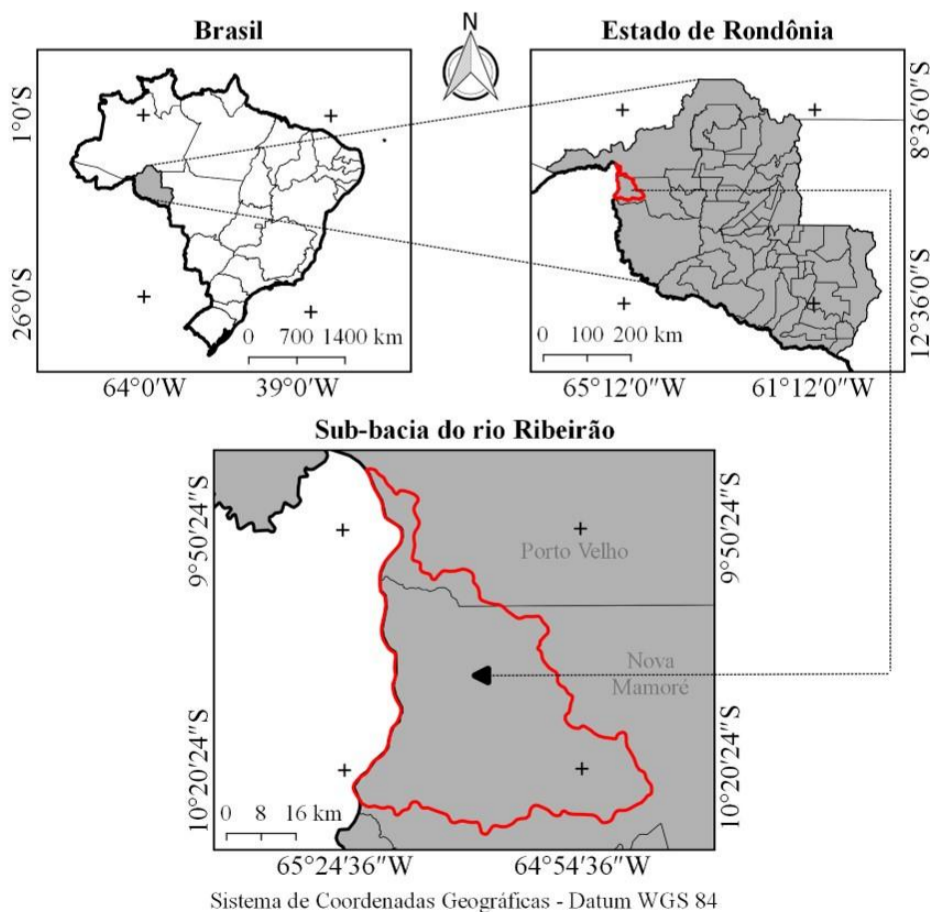 Brasil
N
Estado de Rondônia
1°0'S
26°0'S
0 700 1400 km
64°0'W 39°0'W
8°36'0"S
12°36'0"S
0 100 200 km
65°12'0"W 61°12'0"W
Sub-bacia do rio Ribeirão
9°50'24"S
10°20'24"S
Porto Velho
Nova
Mamoré
9°50'24"S
10°20'24"S
0 8 16 km
65°24'36"W 64°54'36"W
Sistema de Coordenadas Geográficas - Datum WGS 84